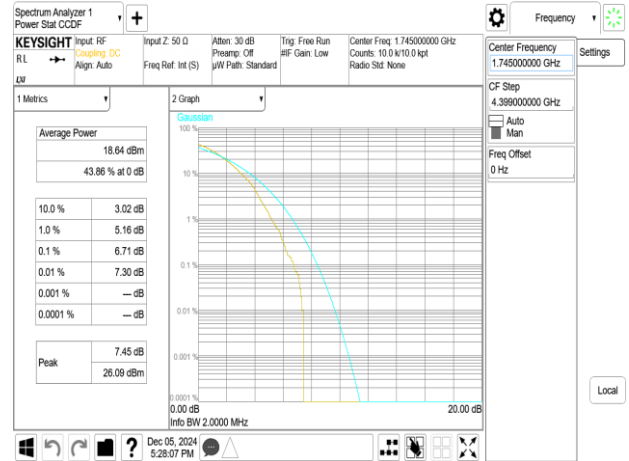 Spectrum Analyzer 1
Power Stat CCDF
Frequency
KEYSIGHT
RL
Input: RF
Coupling: DC
Align: Auto
Input Z: 50 Ω
Freq Ref: Int (S)
Atten: 30 dB
Preamp: Off
µW Path: Standard
Trig: Free Run
#IF Gain: Low
Center Freq: 1.745000000 GHz
Counts: 10.0 k/10.0 kpt
Radio Std: None
LXI
1 Metrics
2 Graph
Average Power
18.64 dBm
43.86 % at 0 dB
10.0 % 3.02 dB
1.0 % 5.16 dB
0.1 % 6.71 dB
0.01 % 7.30 dB
0.001 % --- dB
0.0001 % --- dB
Peak
7.45 dB
26.09 dBm
Gaussian
100 %
10 %
1 %
0.1 %
0.01 %
0.001 %
0.0001 %
0.00 dB 20.00 dB
Info BW 2.0000 MHz
Center Frequency
1.745000000 GHz
Settings
CF Step
4.399000000 GHz
Auto
Man
Freq Offset
0 Hz
Local
?
Dec 05, 2024
5:28:07 PM